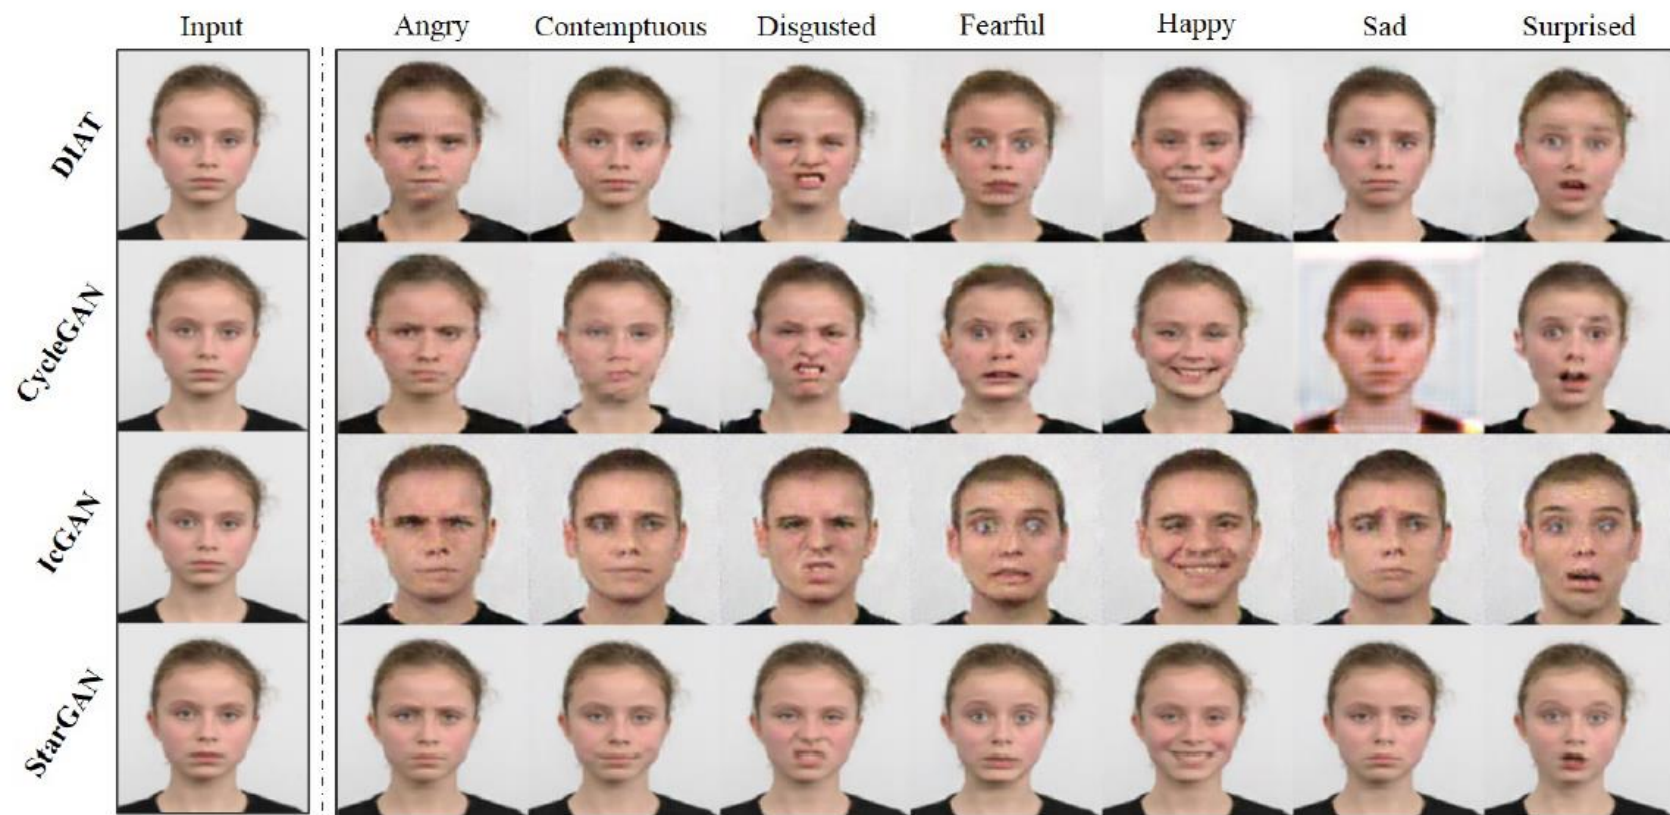 Input Angry Contemptuous Disgusted Fearful Happy Sad Surprised
DIAT
CycleGAN
IcGAN
StarGAN